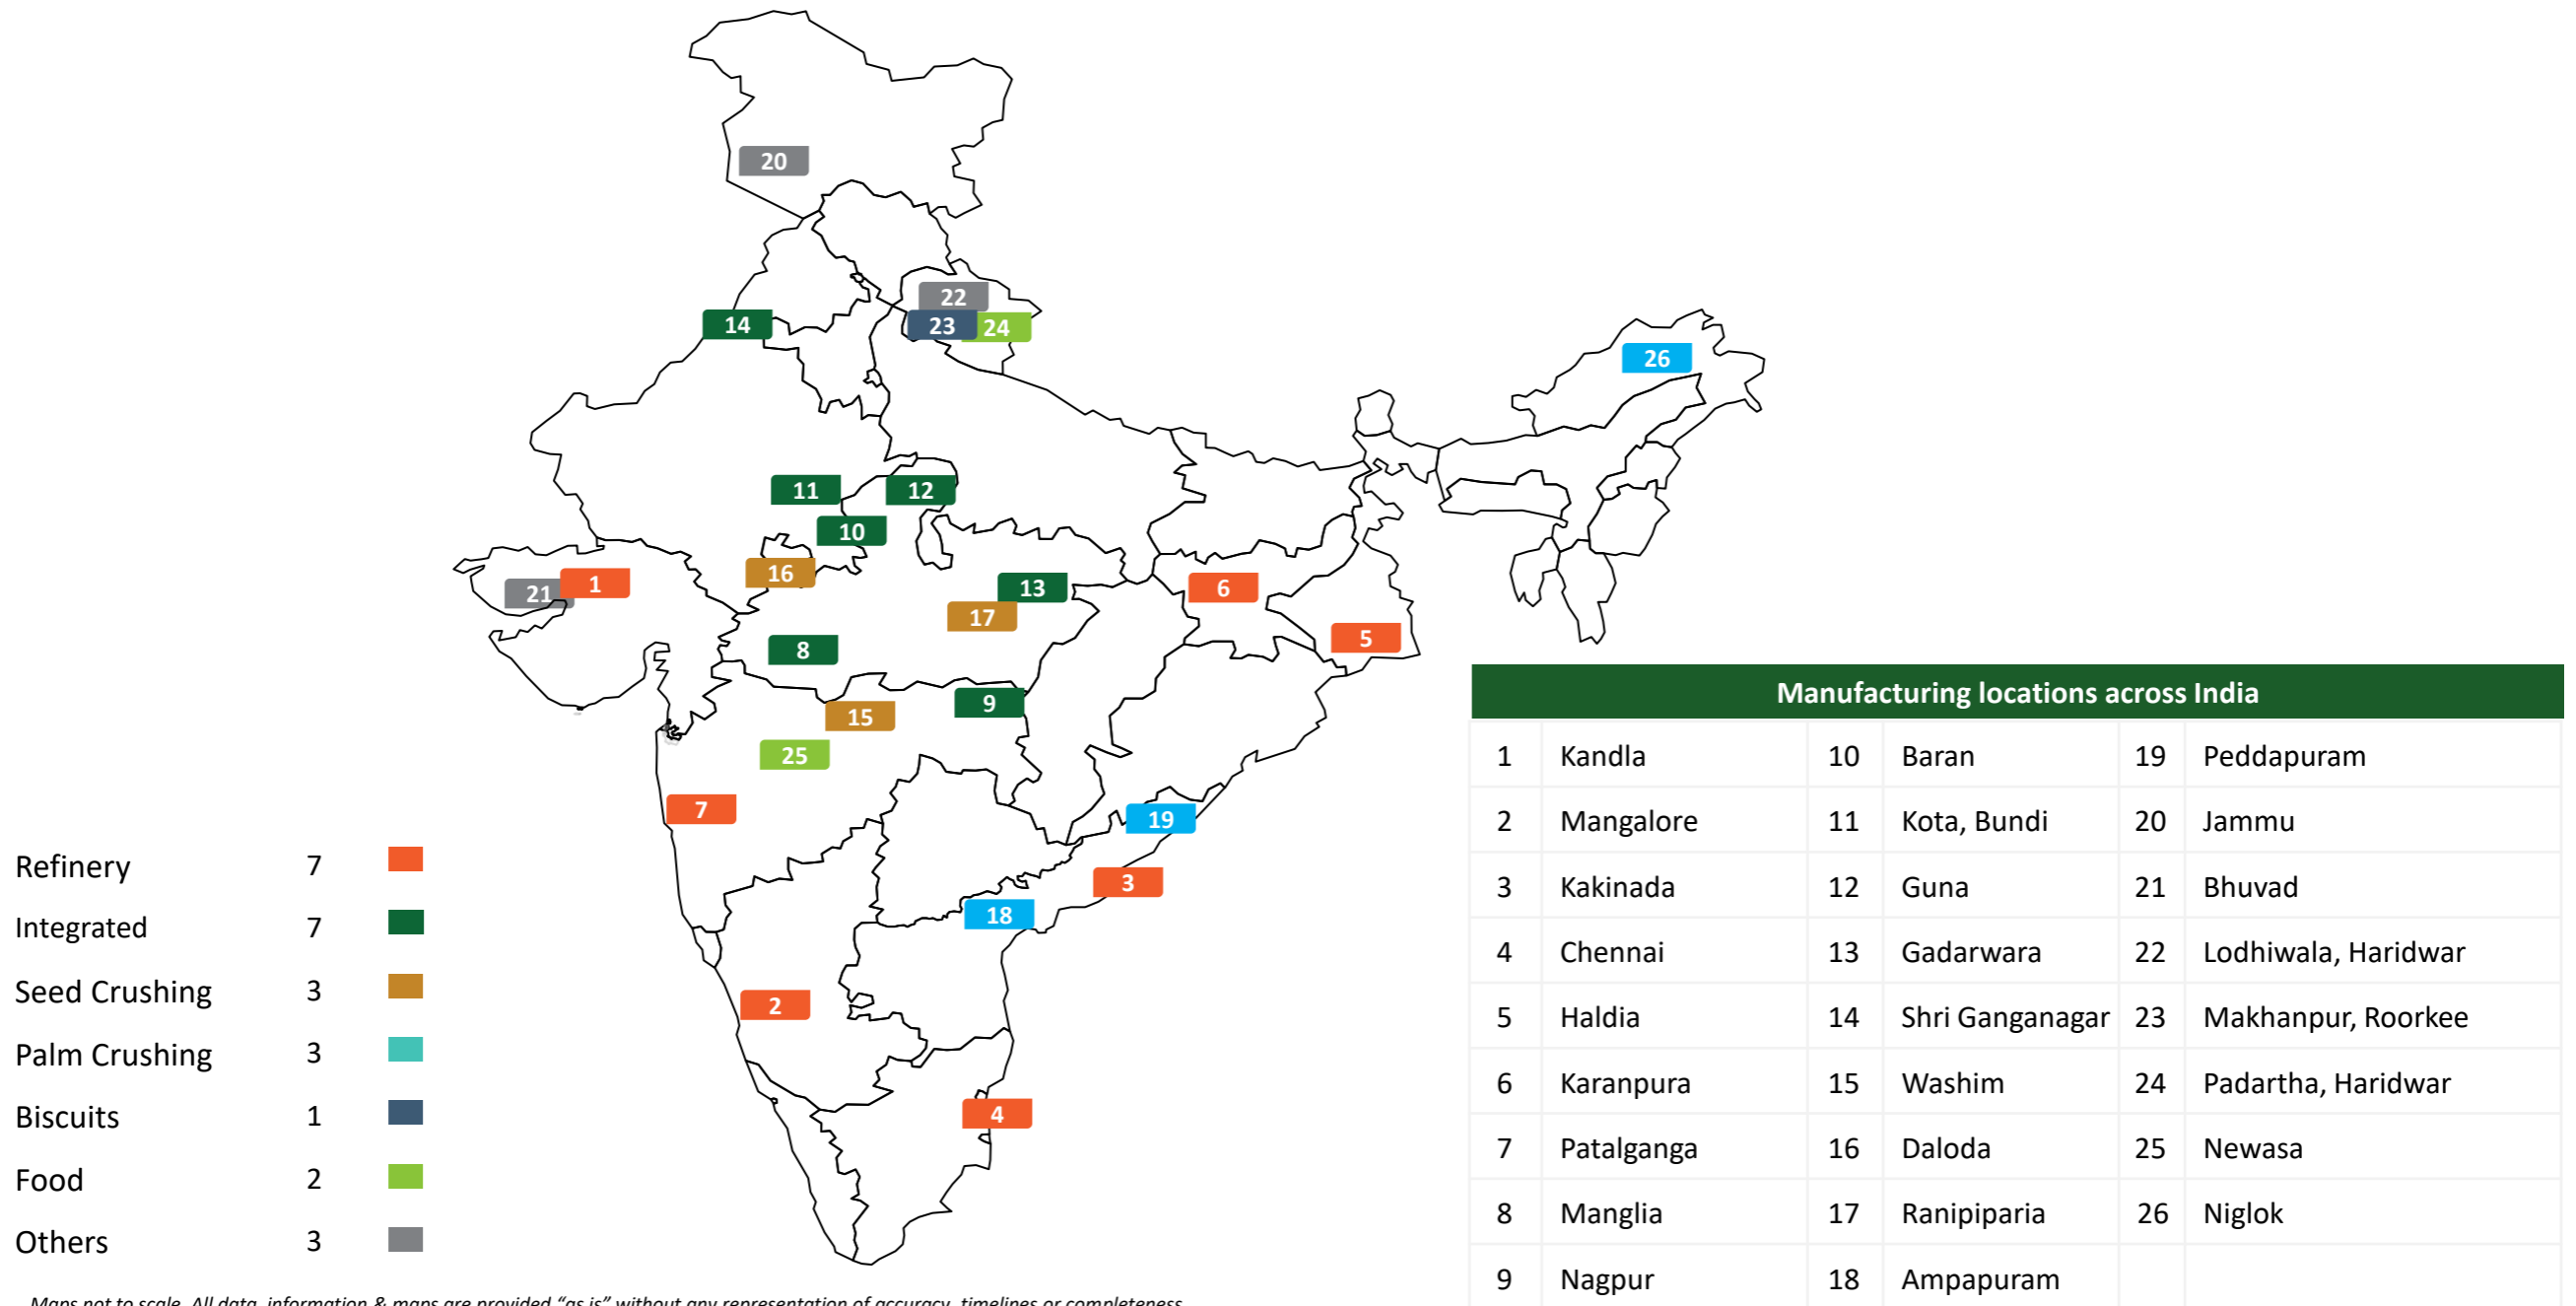 20
22
14
23
24
26
11
12
10
16
21
1
13
6
17
5
8
9
15
25
7
19
3
18
2
4
Refinery 7
Integrated 7
Seed Crushing 3
Palm Crushing 3
Biscuits 1
Food 2
Others 3
Manufacturing locations across India
1 Kandla 10 Baran 19 Peddapuram
2 Mangalore 11 Kota, Bundi 20 Jammu
3 Kakinada 12 Guna 21 Bhuvad
4 Chennai 13 Gadarwara 22 Lodhiwala, Haridwar
5 Haldia 14 Shri Ganganagar 23 Makhanpur, Roorkee
6 Karanpura 15 Washim 24 Padartha, Haridwar
7 Patalganga 16 Daloda 25 Newasa
8 Manglia 17 Ranipiparia 26 Niglok
9 Nagpur 18 Ampapuram
Maps not to scale. All data, information & maps are provided “as is” without any representation of accuracy, timelines or completeness